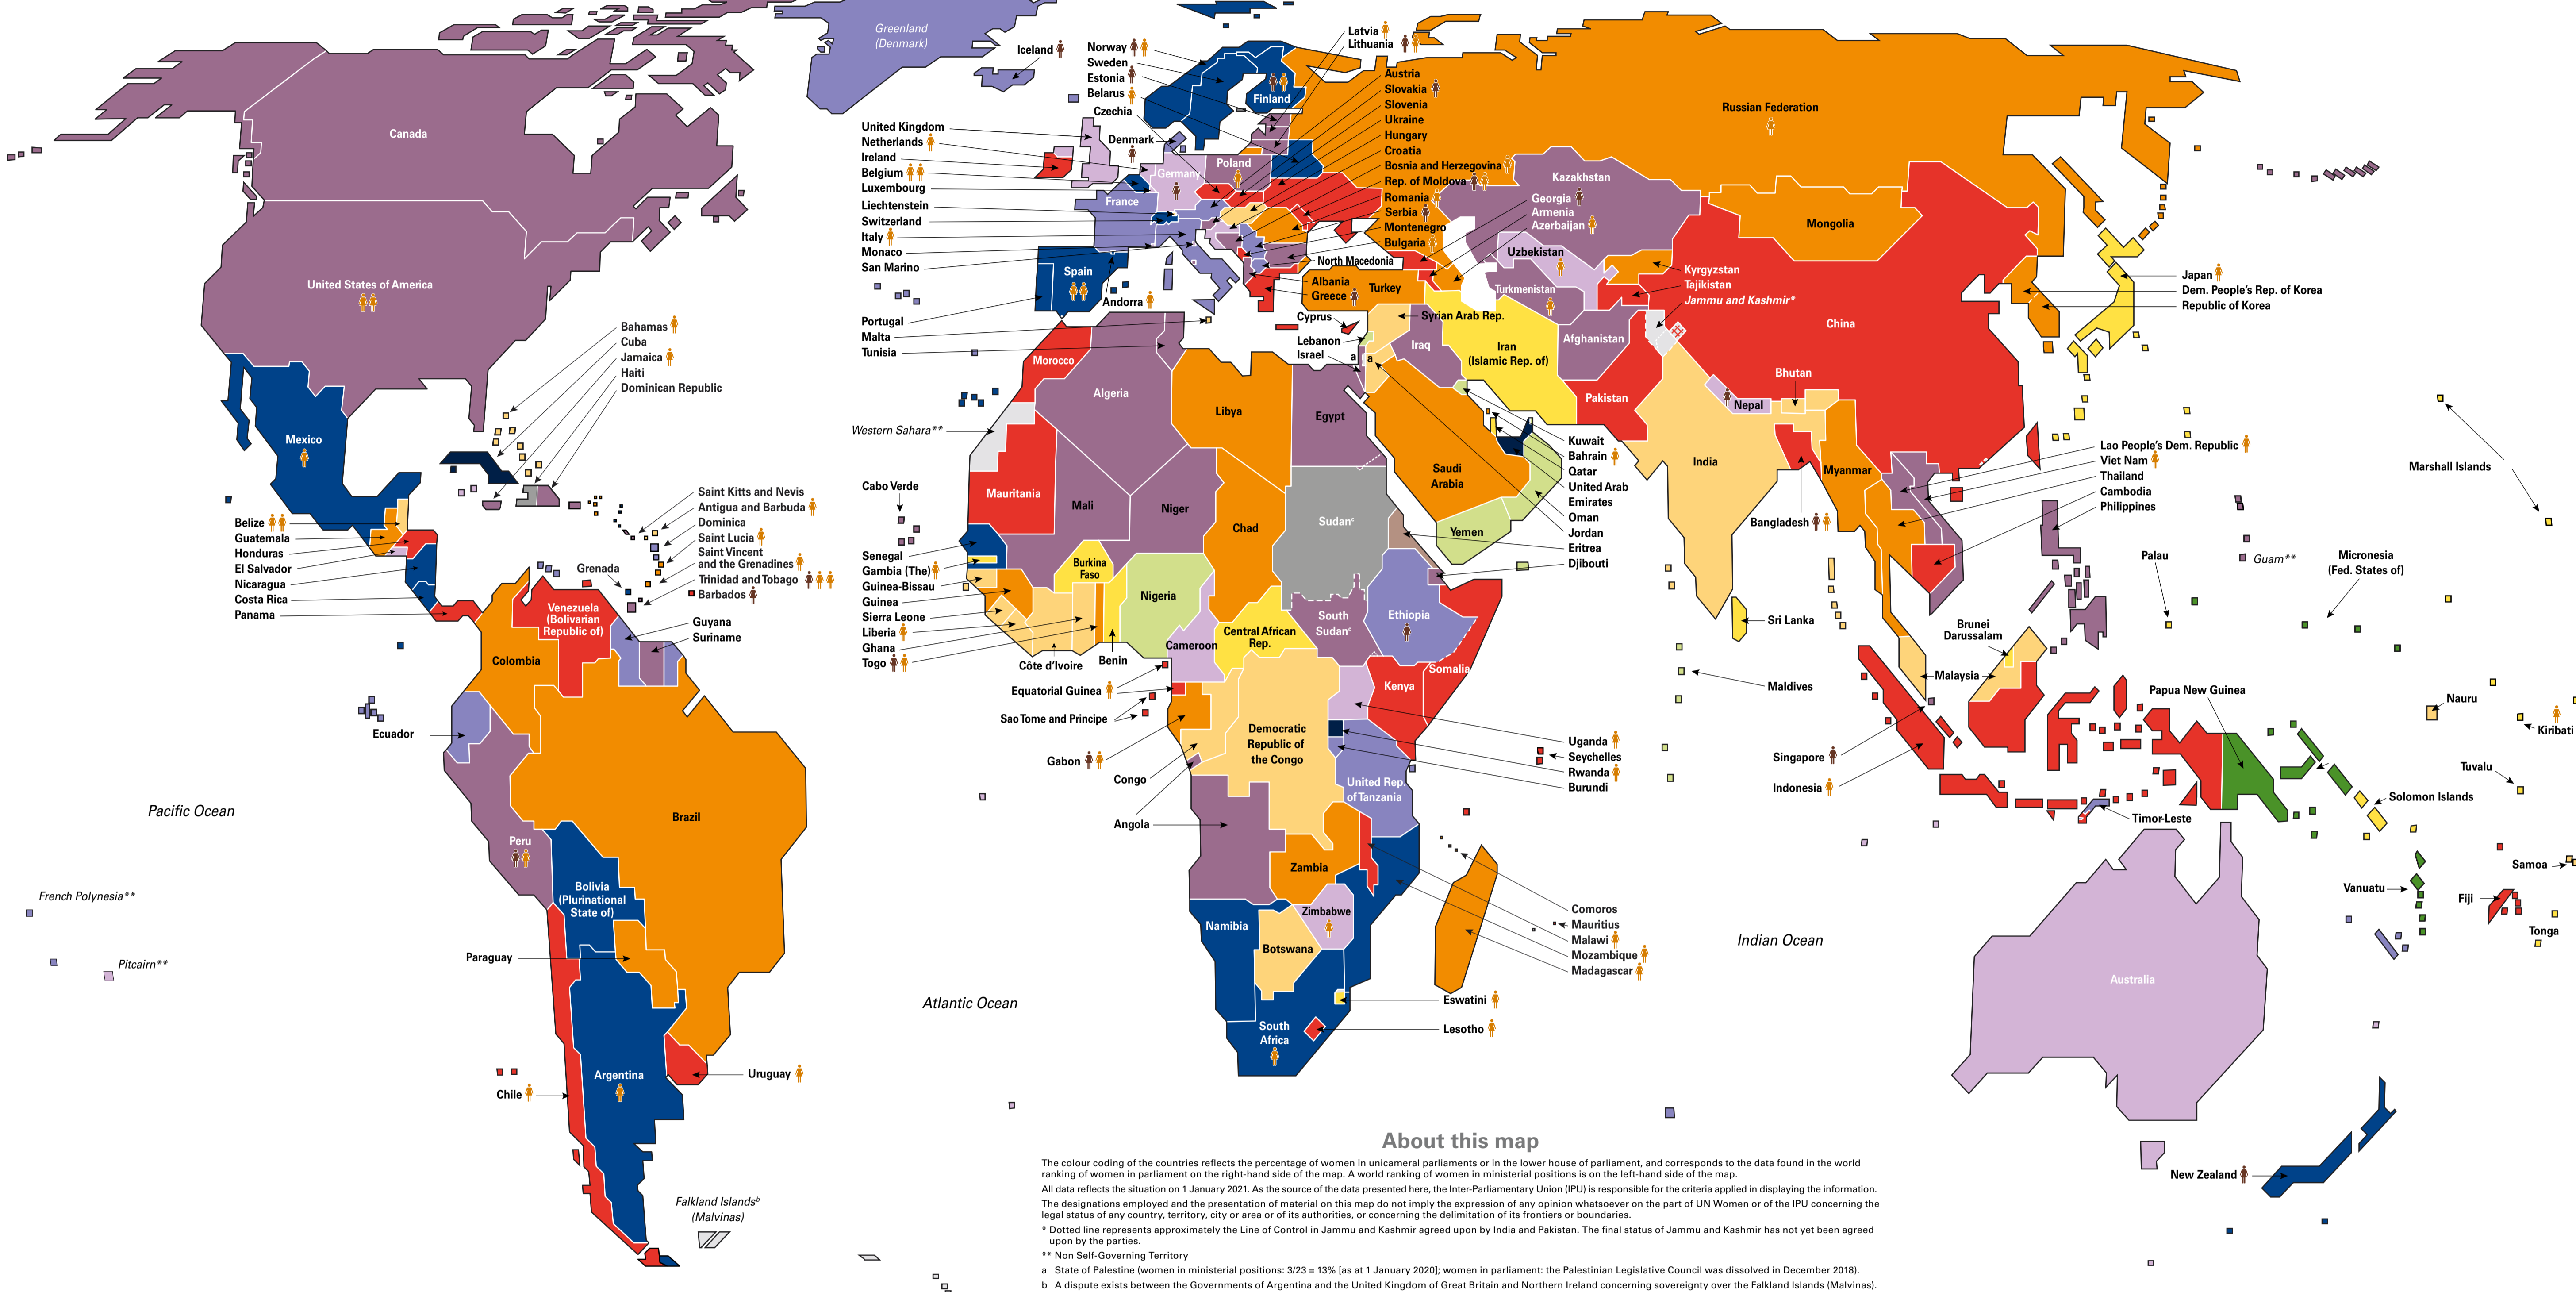 Greenland
(Denmark)
Canada
United States of America
Mexico
Bahamas
Cuba
Jamaica
Haiti
Dominican Republic
Belize
Guatemala
Honduras
El Salvador
Nicaragua
Costa Rica
Panama
Saint Kitts and Nevis
Antigua and Barbuda
Dominica
Saint Lucia
Saint Vincent
and the Grenadines
Trinidad and Tobago
Barbados
Grenada
Guyana
Suriname
Venezuela
(Bolivarian
Republic of)
Colombia
Ecuador
Brazil
Peru
Bolivia
(Plurinational
State of)
Paraguay
Chile
Argentina
Uruguay
Falkland Islandsᵇ
(Malvinas)
Pacific Ocean
French Polynesia**
Pitcairn**
Atlantic Ocean
Iceland
Norway
Sweden
Estonia
Belarus
Czechia
Denmark
Finland
Latvia
Lithuania
United Kingdom
Netherlands
Ireland
Belgium
Luxembourg
Liechtenstein
Switzerland
Italy
Monaco
San Marino
Portugal
Malta
Tunisia
France
Germany
Poland
Spain
Andorra
Austria
Slovakia
Slovenia
Ukraine
Hungary
Croatia
Bosnia and Herzegovina
Rep. of Moldova
Romania
Serbia
Montenegro
Bulgaria
North Macedonia
Albania
Greece
Turkey
Cyprus
Lebanon
Israel
a
a
Syrian Arab Rep.
Iraq
Iran
(Islamic Rep. of)
Georgia
Armenia
Azerbaijan
Russian Federation
Kazakhstan
Uzbekistan
Turkmenistan
Kyrgyzstan
Tajikistan
Jammu and Kashmir*
Afghanistan
Pakistan
Mongolia
China
Japan
Dem. People's Rep. of Korea
Republic of Korea
India
Nepal
Bhutan
Bangladesh
Myanmar
Sri Lanka
Maldives
Lao People's Dem. Republic
Viet Nam
Thailand
Cambodia
Philippines
Brunei
Darussalam
Malaysia
Singapore
Indonesia
Timor-Leste
Papua New Guinea
Palau
Guam**
Micronesia
(Fed. States of)
Marshall Islands
Nauru
Kiribati
Tuvalu
Solomon Islands
Samoa
Vanuatu
Fiji
Tonga
Australia
New Zealand
Indian Ocean
Saudi
Arabia
Yemen
Kuwait
Bahrain
Qatar
United Arab
Emirates
Oman
Jordan
Eritrea
Djibouti
Western Sahara**
Morocco
Algeria
Libya
Egypt
Mauritania
Mali
Niger
Chad
Sudanᶜ
South
Sudanᶜ
Ethiopia
Somalia
Kenya
Cabo Verde
Senegal
Gambia (The)
Guinea-Bissau
Guinea
Sierra Leone
Liberia
Ghana
Togo
Côte d'Ivoire
Benin
Burkina
Faso
Nigeria
Cameroon
Central African
Rep.
Equatorial Guinea
Sao Tome and Principe
Gabon
Congo
Democratic
Republic of
the Congo
Angola
Uganda
Seychelles
Rwanda
Burundi
United Rep.
of Tanzania
Zambia
Zimbabwe
Namibia
Botswana
South
Africa
Comoros
Mauritius
Malawi
Mozambique
Madagascar
Eswatini
Lesotho
About this map
The colour coding of the countries reflects the percentage of women in unicameral parliaments or in the lower house of parliament, and corresponds to the data found in the world
ranking of women in parliament on the right-hand side of the map. A world ranking of women in ministerial positions is on the left-hand side of the map.
All data reflects the situation on 1 January 2021. As the source of the data presented here, the Inter-Parliamentary Union (IPU) is responsible for the criteria applied in displaying the information.
The designations employed and the presentation of material on this map do not imply the expression of any opinion whatsoever on the part of UN Women or of the IPU concerning the
legal status of any country, territory, city or area or of its authorities, or concerning the delimitation of its frontiers or boundaries.
* Dotted line represents approximately the Line of Control in Jammu and Kashmir agreed upon by India and Pakistan. The final status of Jammu and Kashmir has not yet been agreed
upon by the parties.
** Non Self-Governing Territory
a State of Palestine (women in ministerial positions: 3/23 = 13% [as at 1 January 2020]; women in parliament: the Palestinian Legislative Council was dissolved in December 2018).
b A dispute exists between the Governments of Argentina and the United Kingdom of Great Britain and Northern Ireland concerning sovereignty over the Falkland Islands (Malvinas).